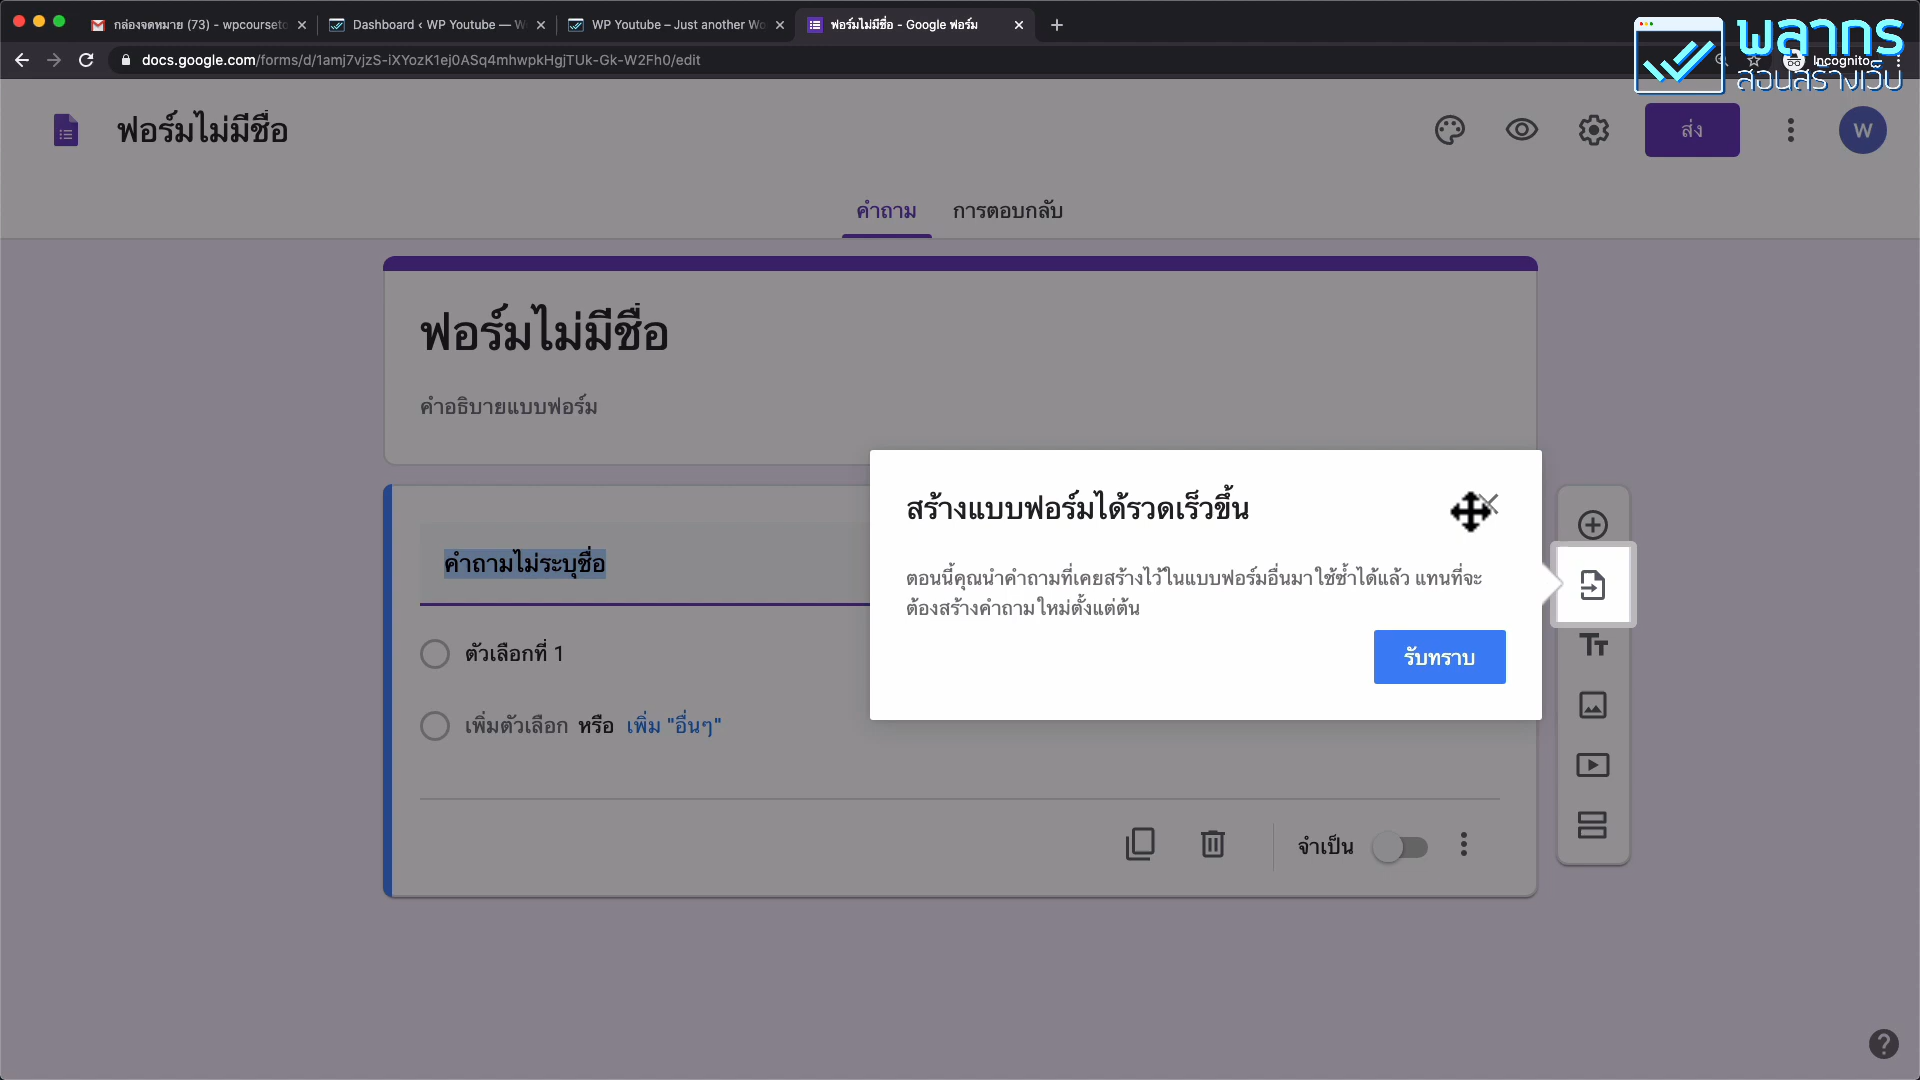 กล่องจดหมาย (73) - wpcourseto
Dashboard ‹ WP Youtube — W
WP Youtube – Just another Wo
ฟอร์มไม่มีชื่อ - Google ฟอร์ม
docs.google.com/forms/d/1amj7vjzS-iXYozK1ej0ASq4mhwpkHgjTUk-Gk-W2Fh0/edit
Incognito
พลากร
สอนสร้างเว็บ
ฟอร์มไม่มีชื่อ
ส่ง
W
คำถาม
การตอบกลับ
ฟอร์มไม่มีชื่อ
คำอธิบายแบบฟอร์ม
สร้างแบบฟอร์มได้รวดเร็วขึ้น
ตอนนี้คุณนำคำถามที่เคยสร้างไว้ในแบบฟอร์มอื่นมาใช้ซ้ำได้แล้ว แทนที่จะ
ต้องสร้างคำถามใหม่ตั้งแต่ต้น
รับทราบ
คำถามไม่ระบุชื่อ
ตัวเลือกที่ 1
เพิ่มตัวเลือก หรือ เพิ่ม "อื่นๆ"
จำเป็น